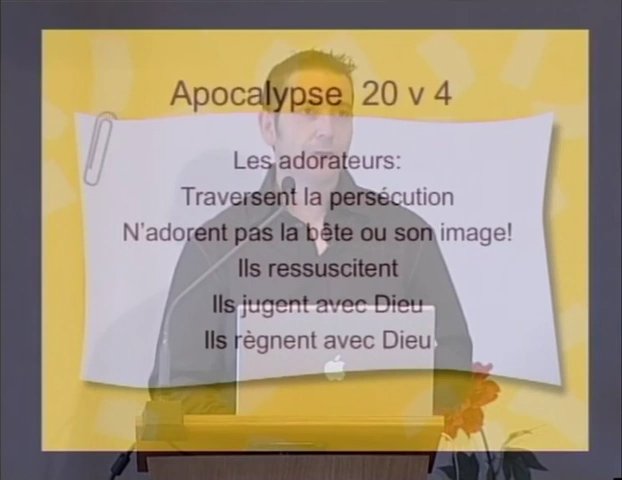 Apocalypse 20 v 4
Les adorateurs:
Traversent la persécution
N'adorent pas la bête ou son image!
Ils ressuscitent
Ils jugent avec Dieu
Ils règnent avec Dieu